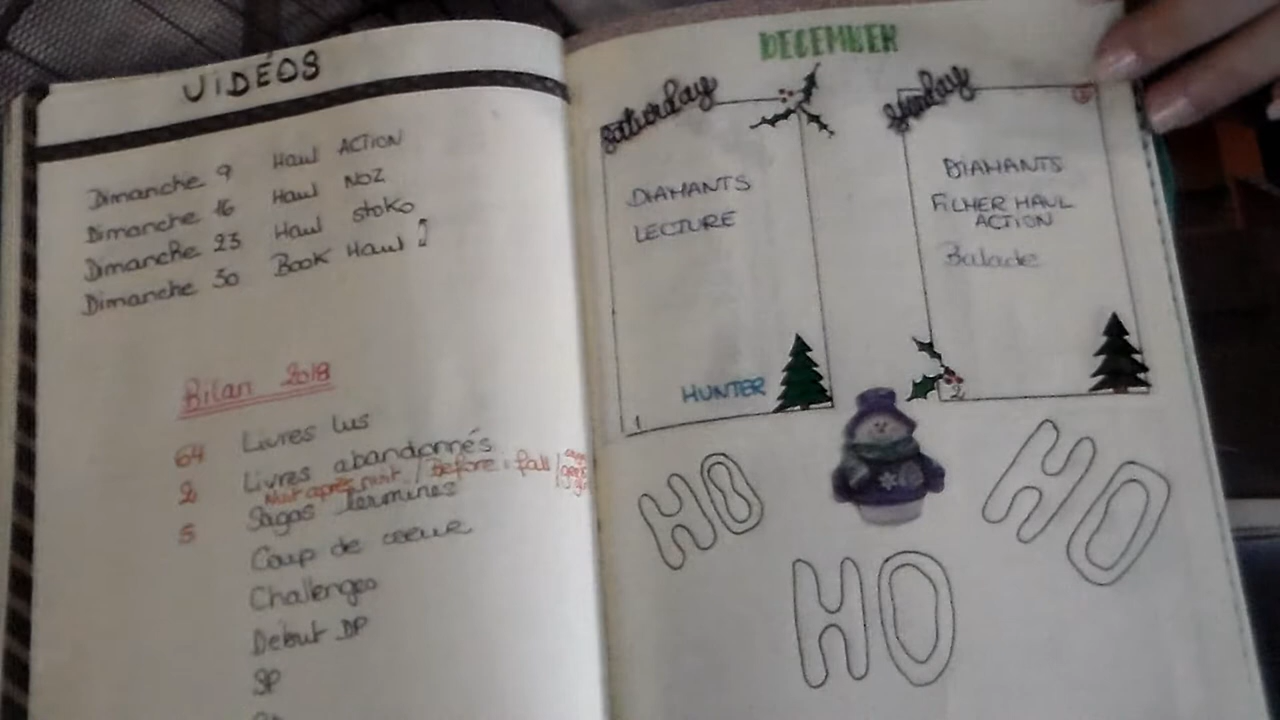 VIDÉOS
Dimanche 9 Haul ACTION
Dimanche 16 Haul NOZ
Dimanche 23 Haul stoko
Dimanche 30 Book Haul
Bilan 2018
64 Livres lus
2 Livres abandonnés
Nuit après nuit / Before: fall /
5 Sagas terminés
Coup de coeur
Challenges
Début DP
SP
DECEMBER
Saturday
DIAMANTS
LECTURE
HUNTER
1
Sunday
DIAMANTS
FILMER HAUL
ACTION
Balade
2
HO
HO
HO